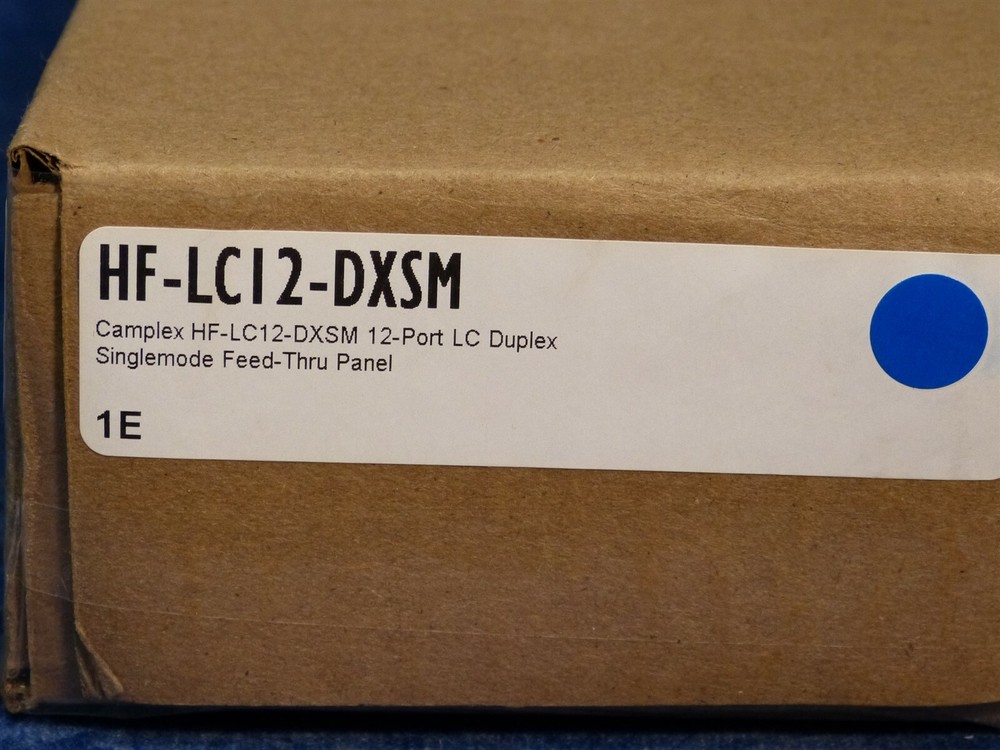 HF-LC12-DXSM
Camplex HF-LC12-DXSM 12-Port LC Duplex
Singlemode Feed-Thru Panel
1E